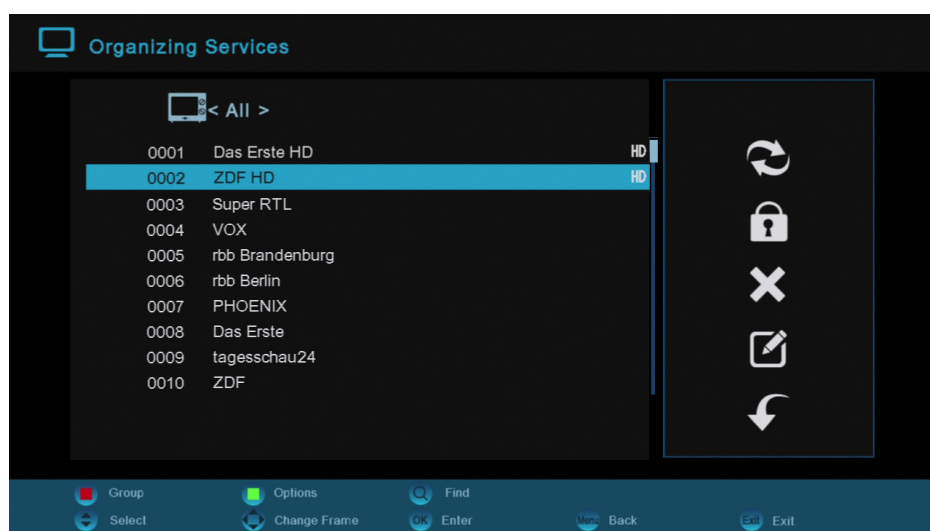 Organizing Services
< All >
0001 Das Erste HD HD
0002 ZDF HD HD
0003 Super RTL
0004 VOX
0005 rbb Brandenburg
0006 rbb Berlin
0007 PHOENIX
0008 Das Erste
0009 tagesschau24
0010 ZDF
Group Options Find
Select Change Frame OK Enter Menu Back Exit Exit